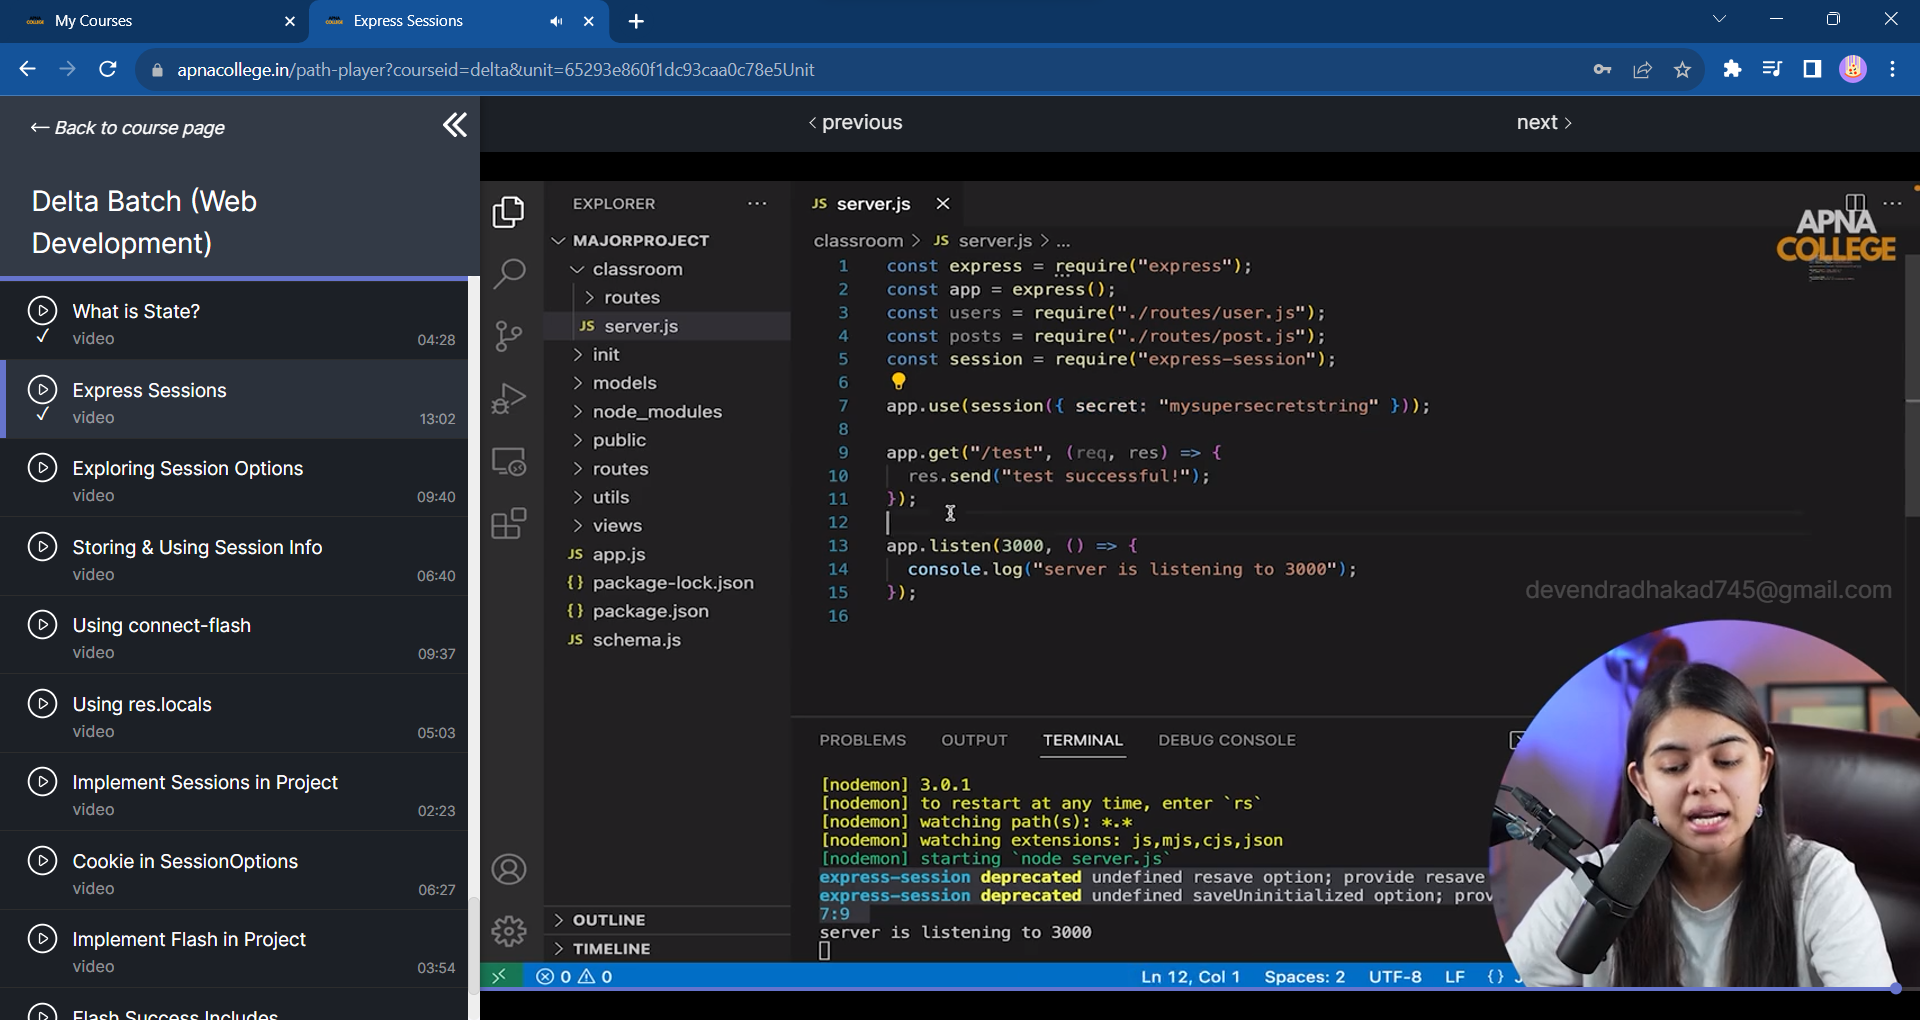 My Courses
Express Sessions
apnacollege.in/path-player?courseid=delta&unit=65293e860f1dc93caa0c78e5Unit
← Back to course page
‹ previous
next ›
Delta Batch (Web
Development)
What is State?
video
04:28
Express Sessions
video
13:02
Exploring Session Options
video
09:40
Storing & Using Session Info
video
06:40
Using connect-flash
video
09:37
Using res.locals
video
05:03
Implement Sessions in Project
video
02:23
Cookie in SessionOptions
video
06:27
Implement Flash in Project
video
03:54
Flash Success Includes
EXPLORER
MAJORPROJECT
classroom
routes
JS server.js
init
models
node_modules
public
routes
utils
views
JS app.js
{} package-lock.json
{} package.json
JS schema.js
OUTLINE
TIMELINE
JS server.js
classroom > JS server.js > ...
APNA
COLLEGE
1 const express = require("express");
2 const app = express();
3 const users = require("./routes/user.js");
4 const posts = require("./routes/post.js");
5 const session = require("express-session");
6
7 app.use(session({ secret: "mysupersecretstring" }));
8
9 app.get("/test", (req, res) => {
10 res.send("test successful!");
11 });
12
13 app.listen(3000, () => {
14 console.log("server is listening to 3000");
15 });
16
devendradhakad745@gmail.com
PROBLEMS OUTPUT TERMINAL DEBUG CONSOLE
[nodemon] 3.0.1
[nodemon] to restart at any time, enter `rs`
[nodemon] watching path(s): *.*
[nodemon] watching extensions: js,mjs,cjs,json
[nodemon] starting `node server.js`
express-session deprecated undefined resave option; provide resave
express-session deprecated undefined saveUninitialized option; prov
7:9
server is listening to 3000
0 0
Ln 12, Col 1 Spaces: 2 UTF-8 LF {}